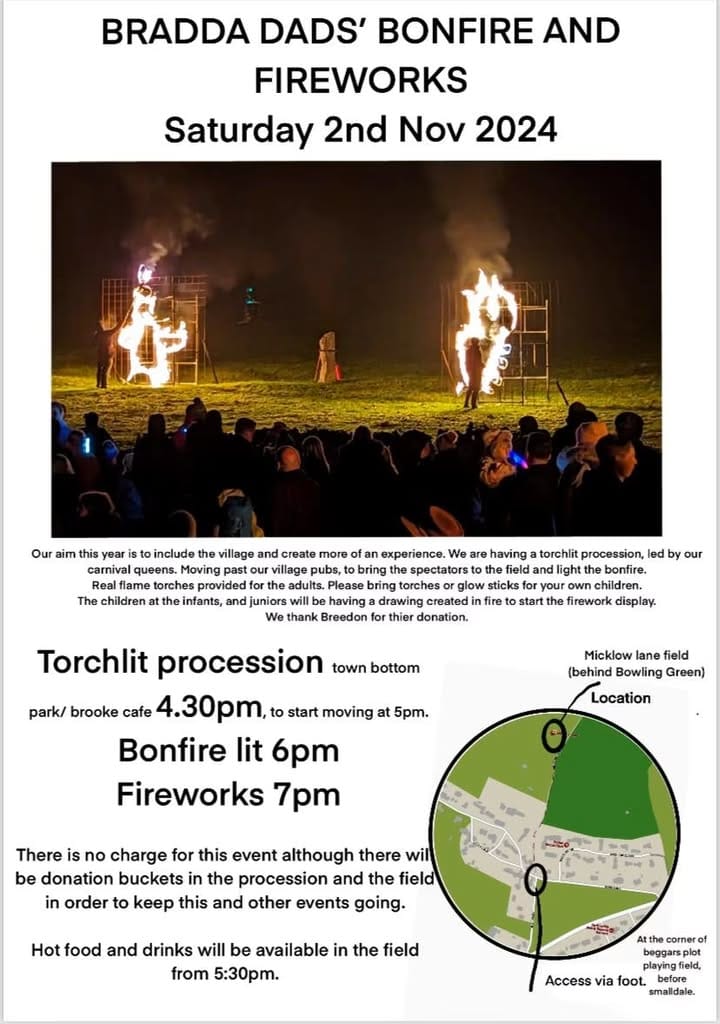 BRADDA DADS' BONFIRE AND
FIREWORKS
Saturday 2nd Nov 2024
Our aim this year is to include the village and create more of an experience. We are having a torchlit procession, led by our
carnival queens. Moving past our village pubs, to bring the spectators to the field and light the bonfire.
Real flame torches provided for the adults. Please bring torches or glow sticks for your own children.
The children at the infants, and juniors will be having a drawing created in fire to start the firework display.
We thank Breedon for thier donation.
Torchlit procession town bottom
park/ brooke cafe 4.30pm, to start moving at 5pm.
Bonfire lit 6pm
Fireworks 7pm
There is no charge for this event although there will
be donation buckets in the procession and the field
in order to keep this and other events going.
Hot food and drinks will be available in the field
from 5:30pm.
Micklow lane field
(behind Bowling Green)
Location
At the corner of
beggars plot
playing field,
before
smalldale.
Access via foot.